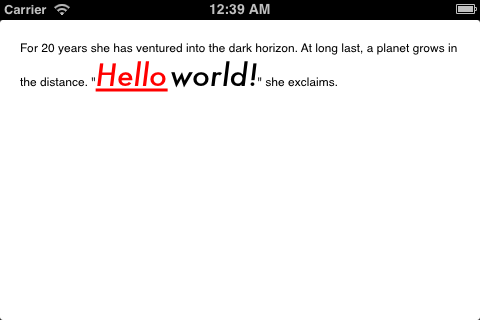 Carrier 12:39 AM
For 20 years she has ventured into the dark horizon. At long last, a planet grows in
the distance. "Hello world!" she exclaims.